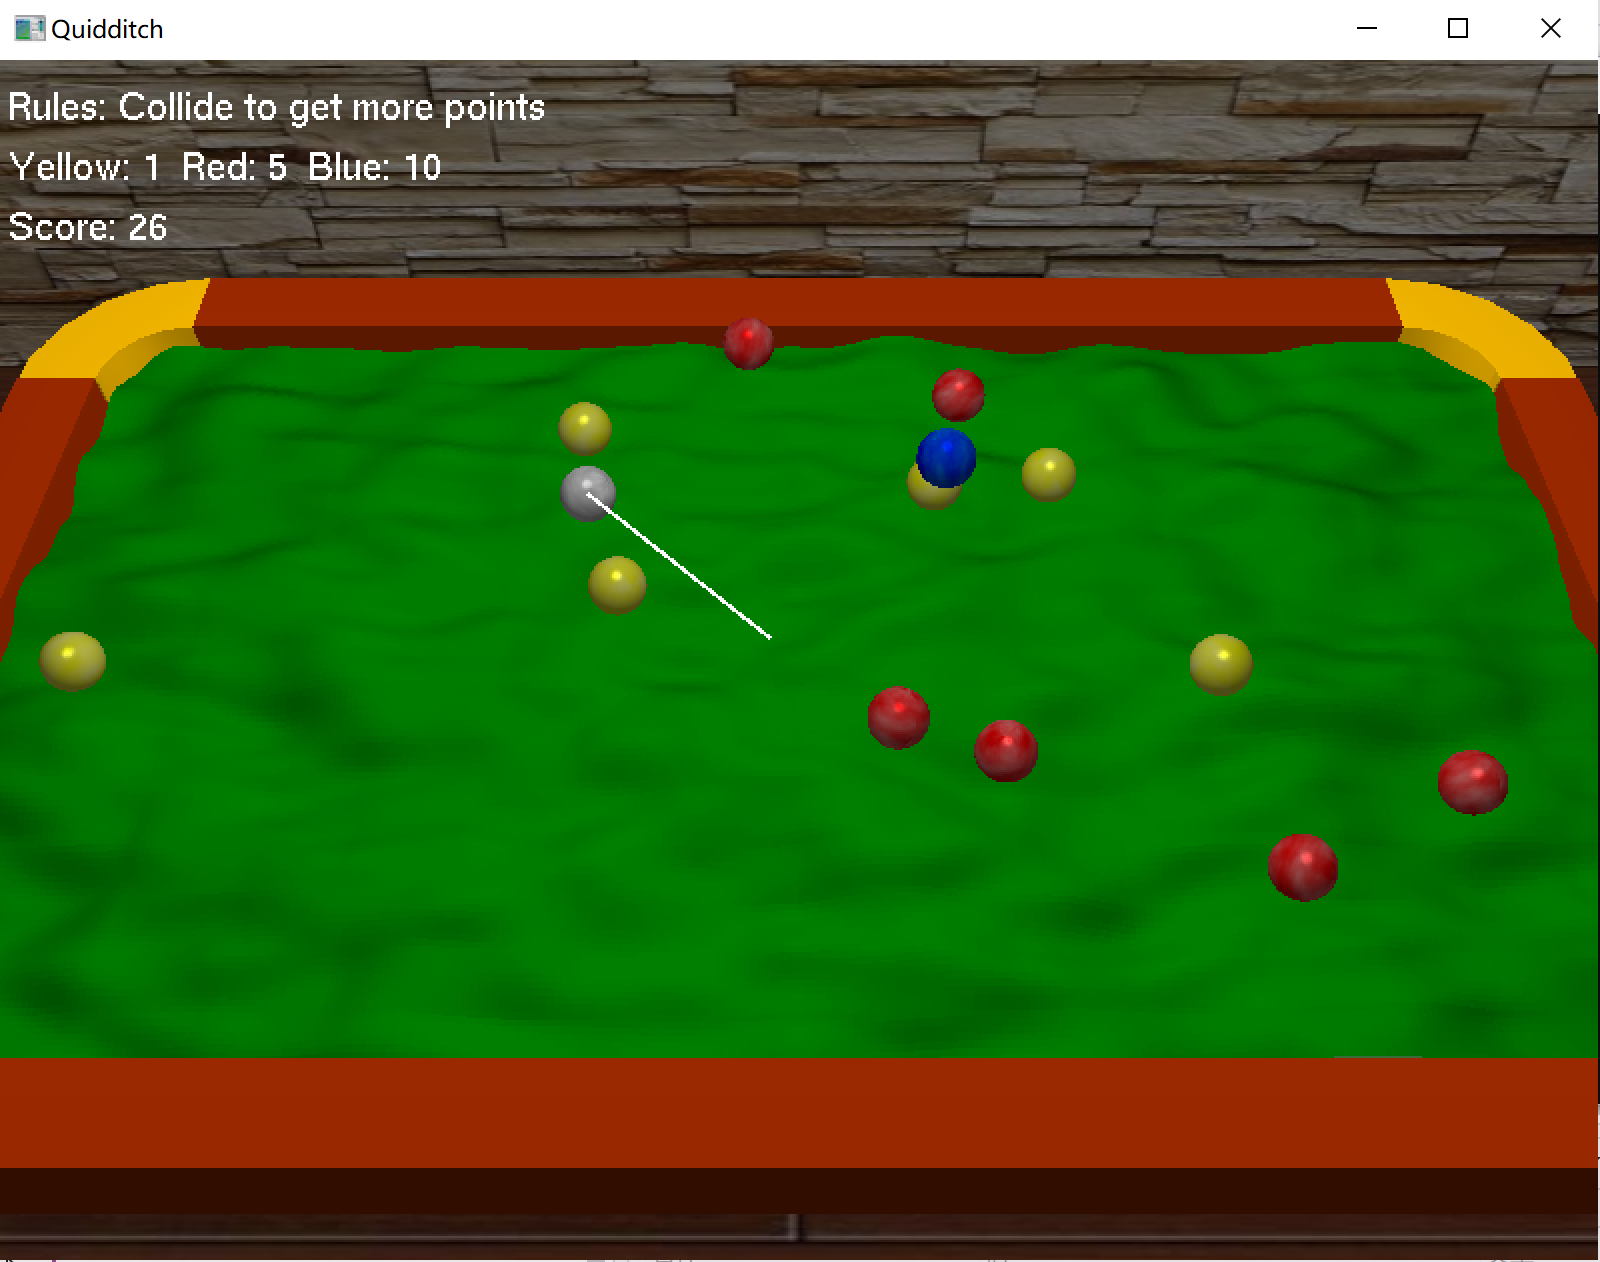 Quidditch
Rules: Collide to get more points
Yellow: 1  Red: 5  Blue: 10
Score: 26